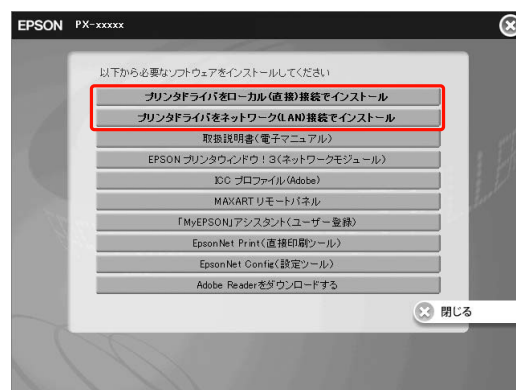 EPSON PX-xxxxx
以下から必要なソフトウェアをインストールしてください
プリンタドライバをローカル(直接)接続でインストール
プリンタドライバをネットワーク(LAN)接続でインストール
取扱説明書(電子マニュアル)
EPSON プリンタウィンドウ!3(ネットワークモジュール)
ICC プロファイル(Adobe)
MAXART リモートパネル
「MyEPSON」アシスタント(ユーザー登録)
EpsonNet Print(直接印刷ツール)
EpsonNet Config(設定ツール)
Adobe Readerをダウンロードする
閉じる